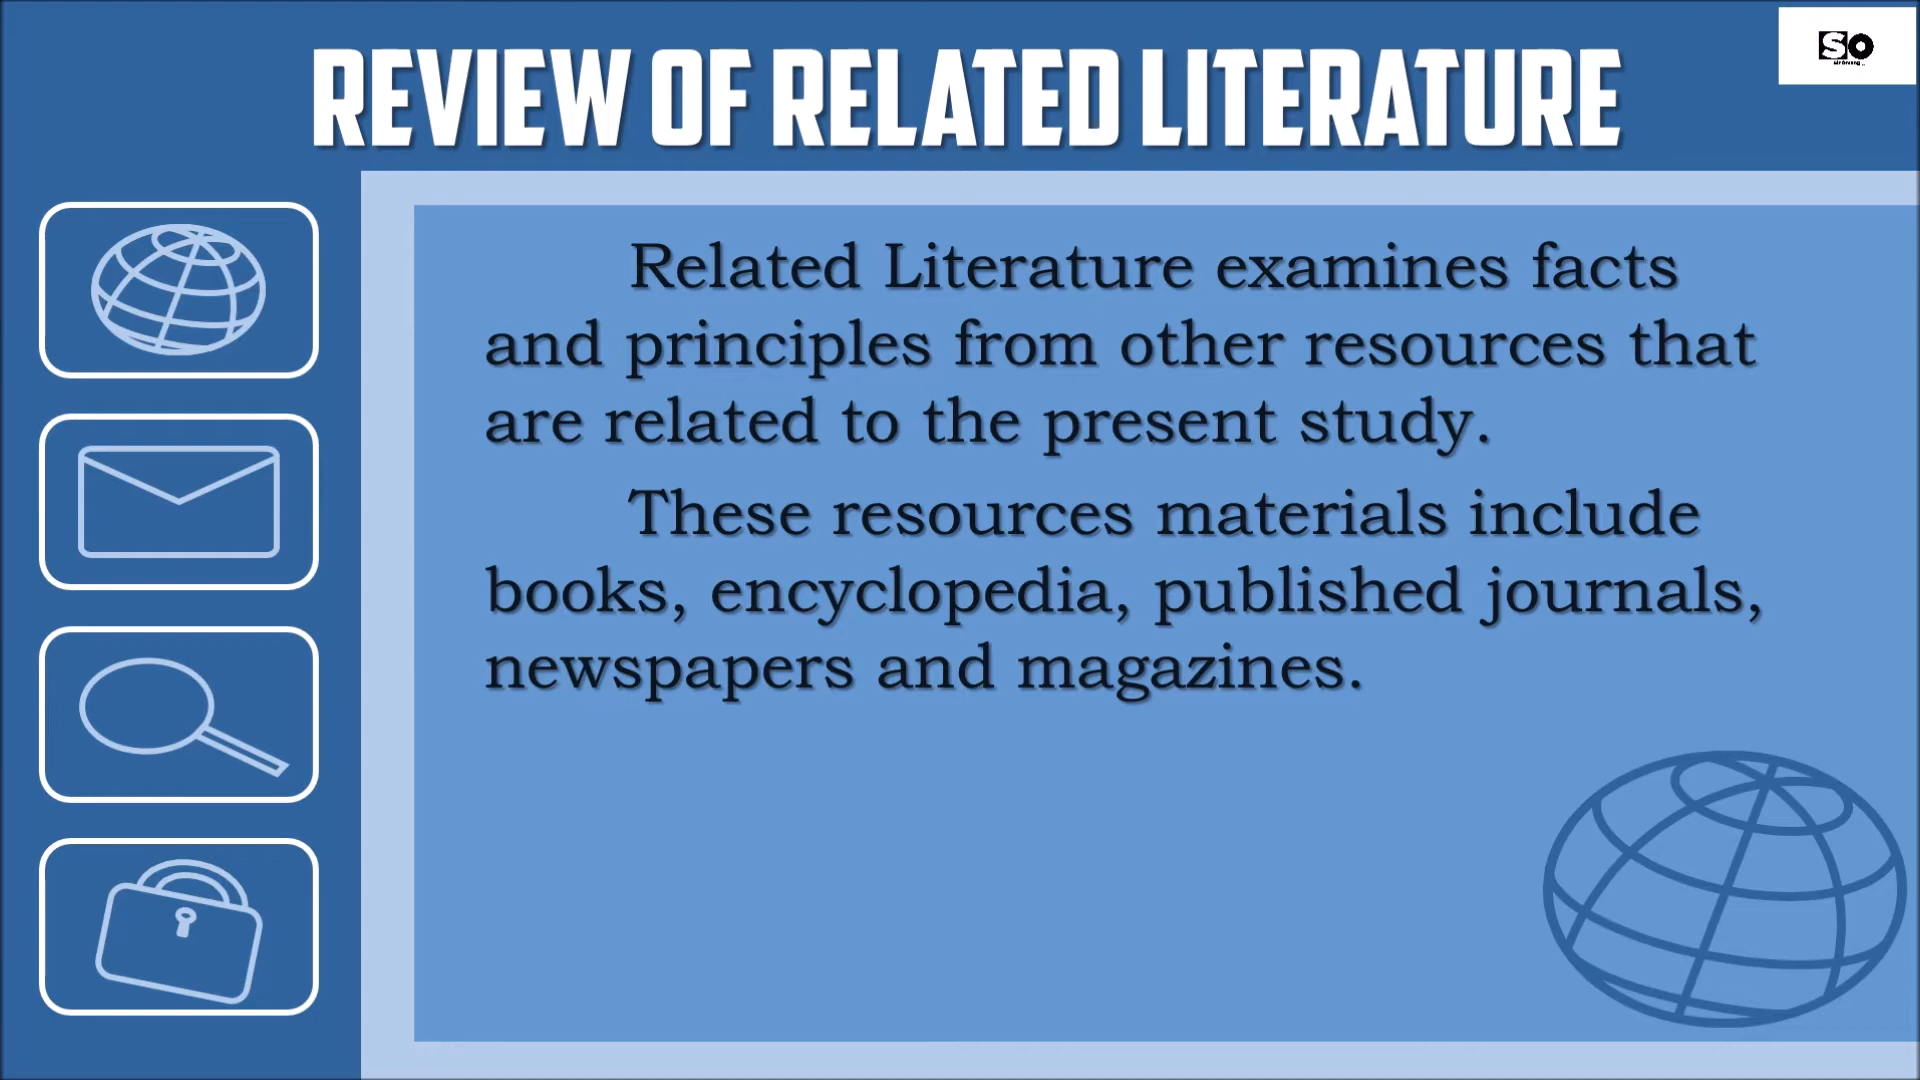 REVIEW OF RELATED LITERATURE
SO
Related Literature examines facts
and principles from other resources that
are related to the present study.
These resources materials include
books, encyclopedia, published journals,
newspapers and magazines.